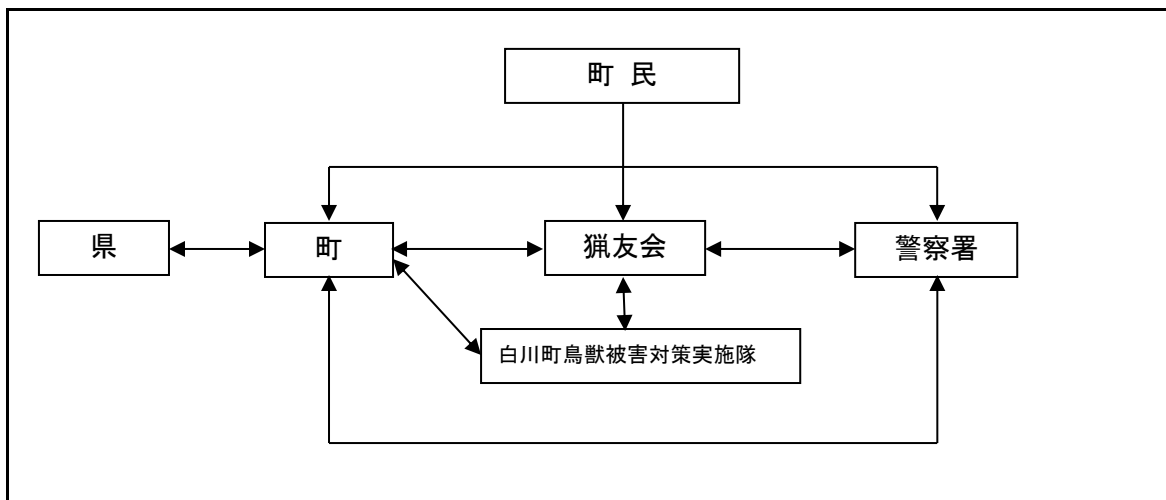 町 民
県
町
猟友会
警察署
白川町鳥獣被害対策実施隊